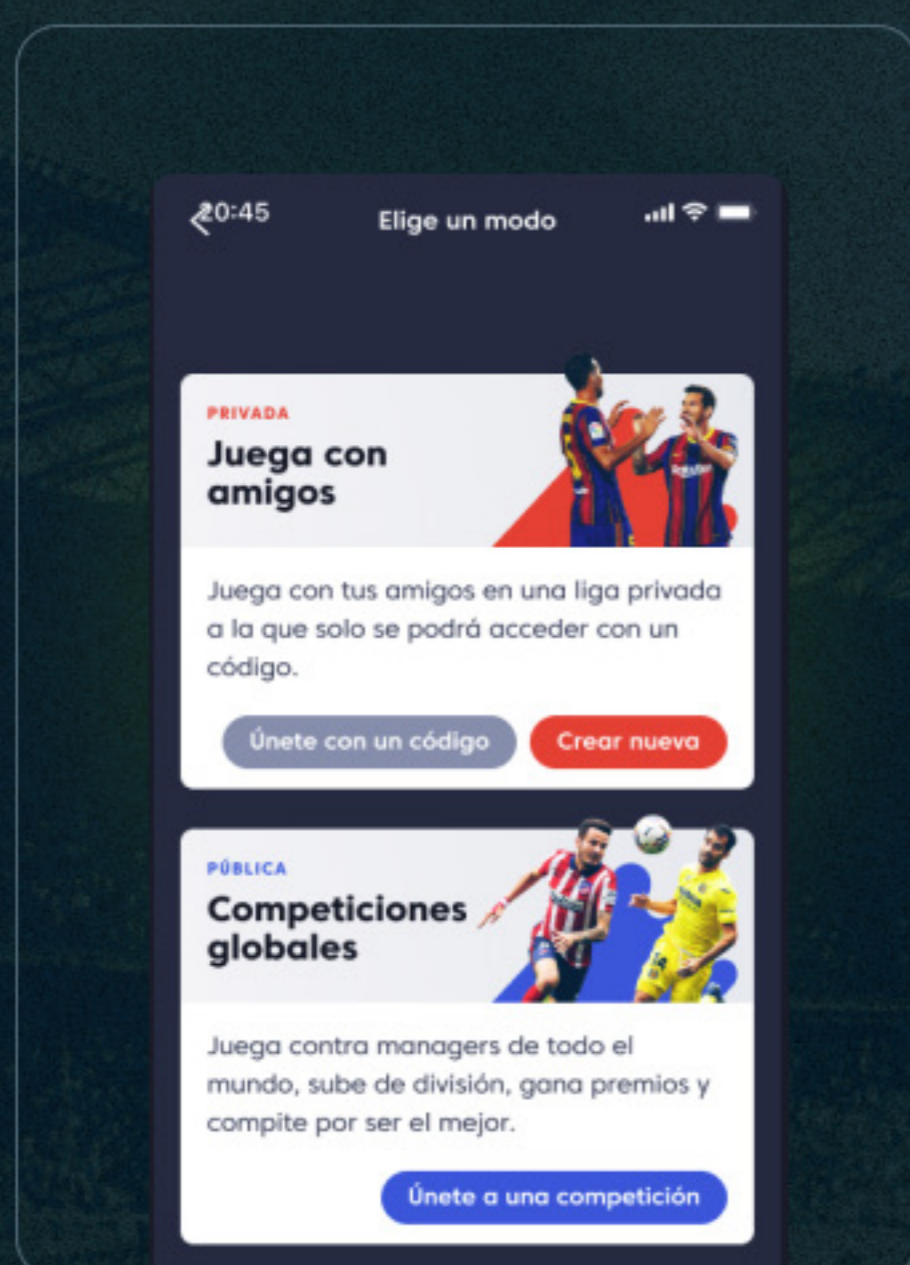 20:45
Elige un modo
PRIVADA
Juega con
amigos
Juega con tus amigos en una liga privada
a la que solo se podrá acceder con un
código.
Únete con un código
Crear nueva
PÚBLICA
Competiciones
globales
14
Juega contra managers de todo el
mundo, sube de división, gana premios y
compite por ser el mejor.
Únete a una competición